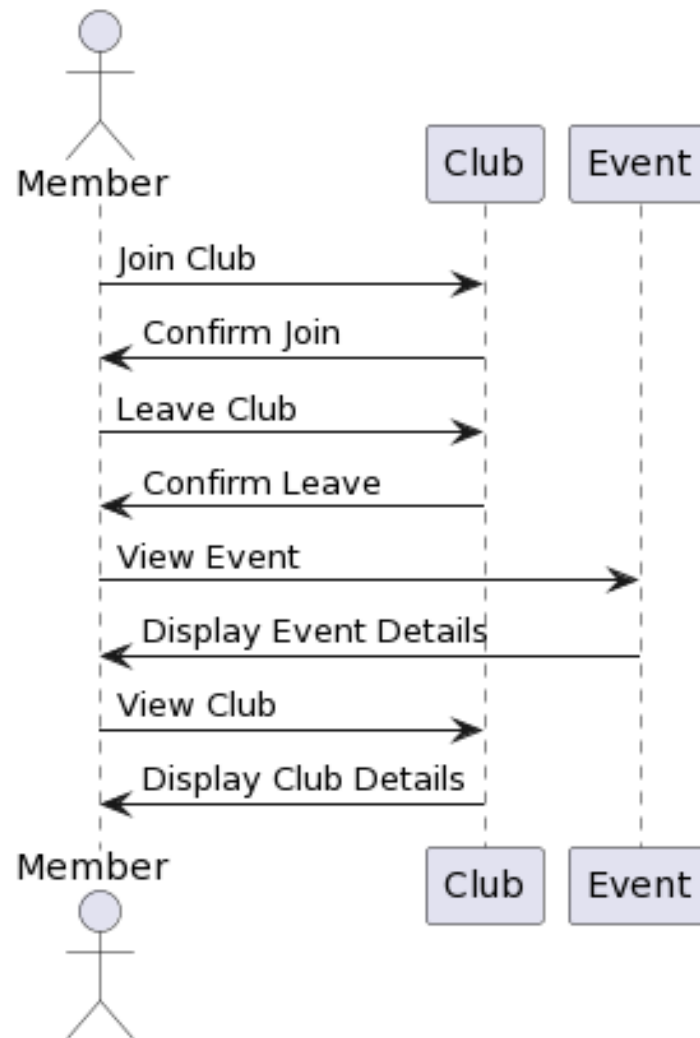 Member
Club
Event
Join Club
Confirm Join
Leave Club
Confirm Leave
View Event
Display Event Details
View Club
Display Club Details
Member
Club
Event